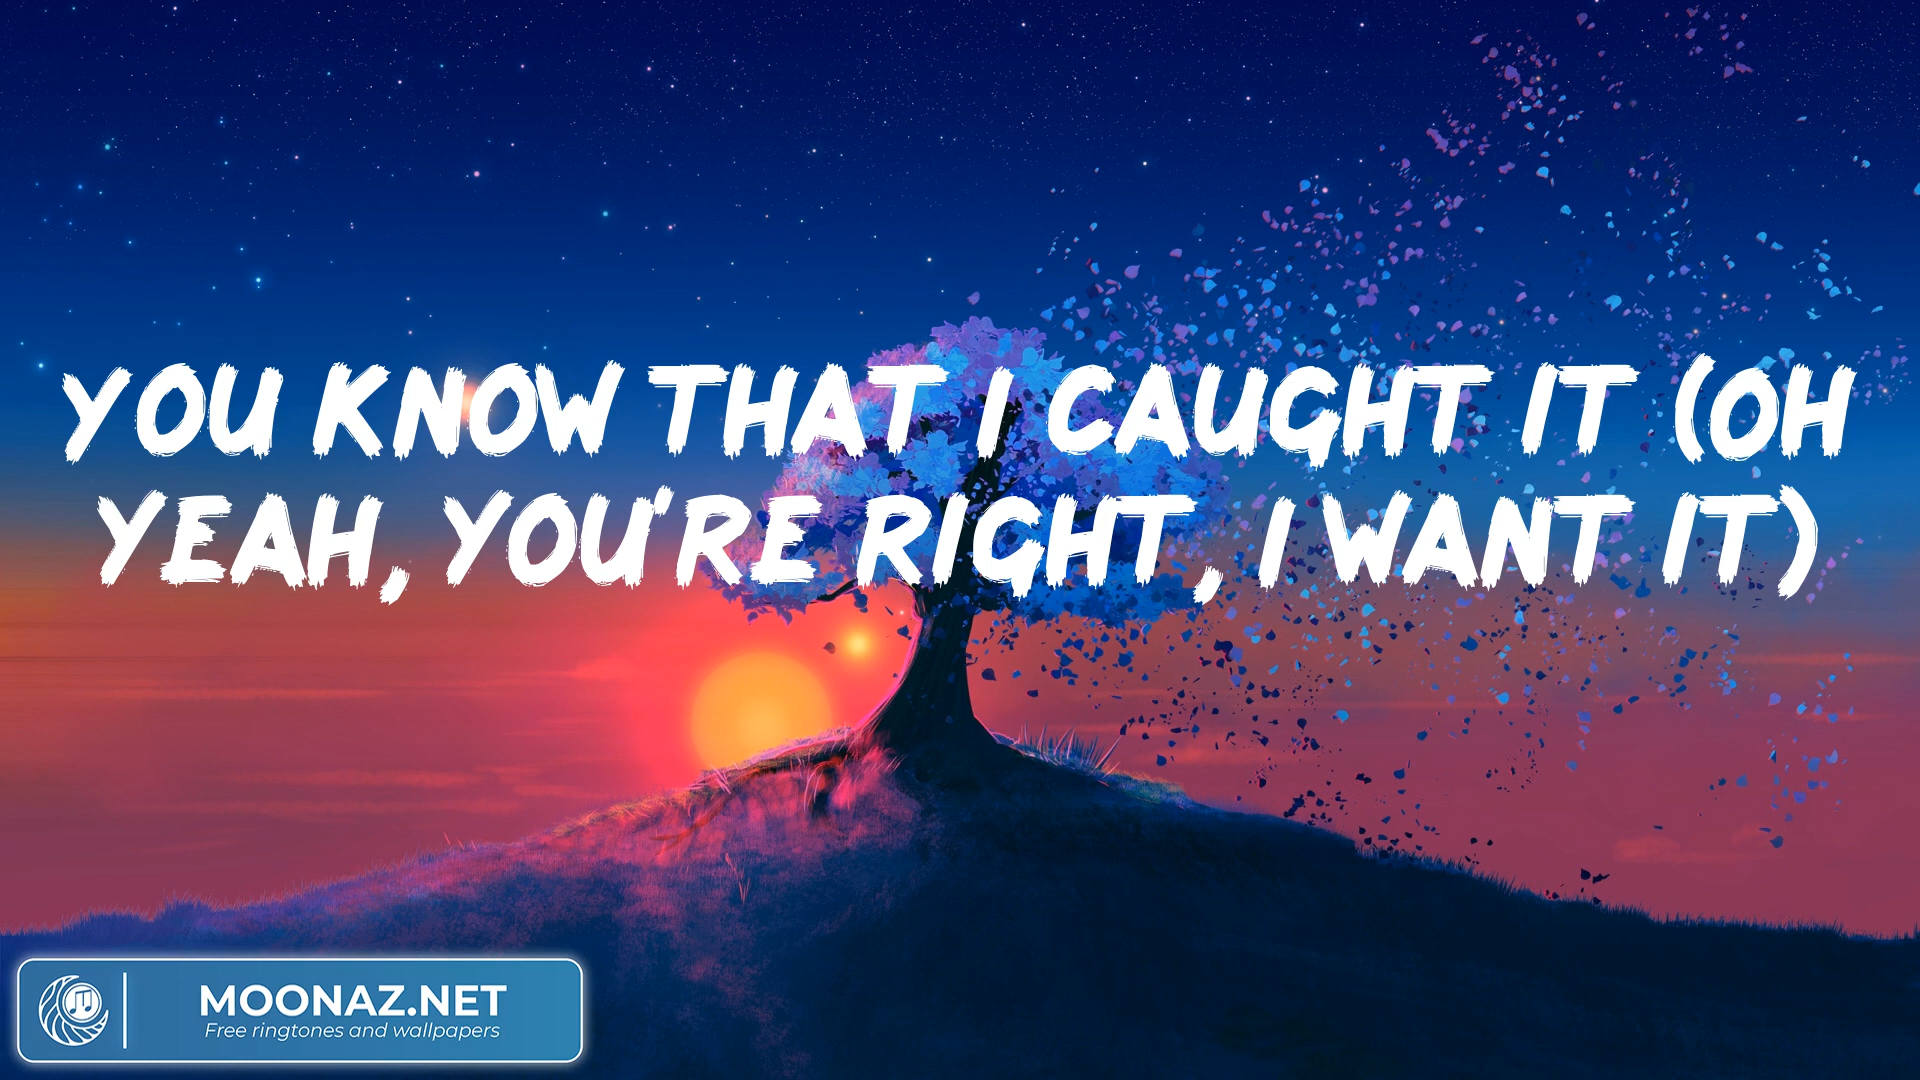 YOU KNOW THAT I CAUGHT IT (OH
YEAH, YOU'RE RIGHT, I WANT IT)
MOONAZ.NET
Free ringtones and wallpapers